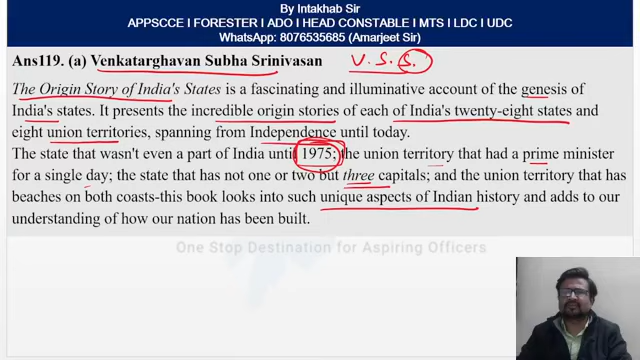 By Intakhab Sir
APPSCCE I FORESTER I ADO I HEAD CONSTABLE I MTS I LDC I UDC
WhatsApp: 8076535685 (Amarjeet Sir)
Ans119. (a) Venkatarghavan Subha Srinivasan V. S. S.
The Origin Story of India's States is a fascinating and illuminative account of the genesis of
India's states. It presents the incredible origin stories of each of India's twenty-eight states and
eight union territories, spanning from Independence until today.
The state that wasn't even a part of India until 1975; the union territory that had a prime minister
for a single day; the state that has not one or two but three capitals; and the union territory that has
beaches on both coasts-this book looks into such unique aspects of Indian history and adds to our
understanding of how our nation has been built.
One Stop Destination for Aspiring Officers